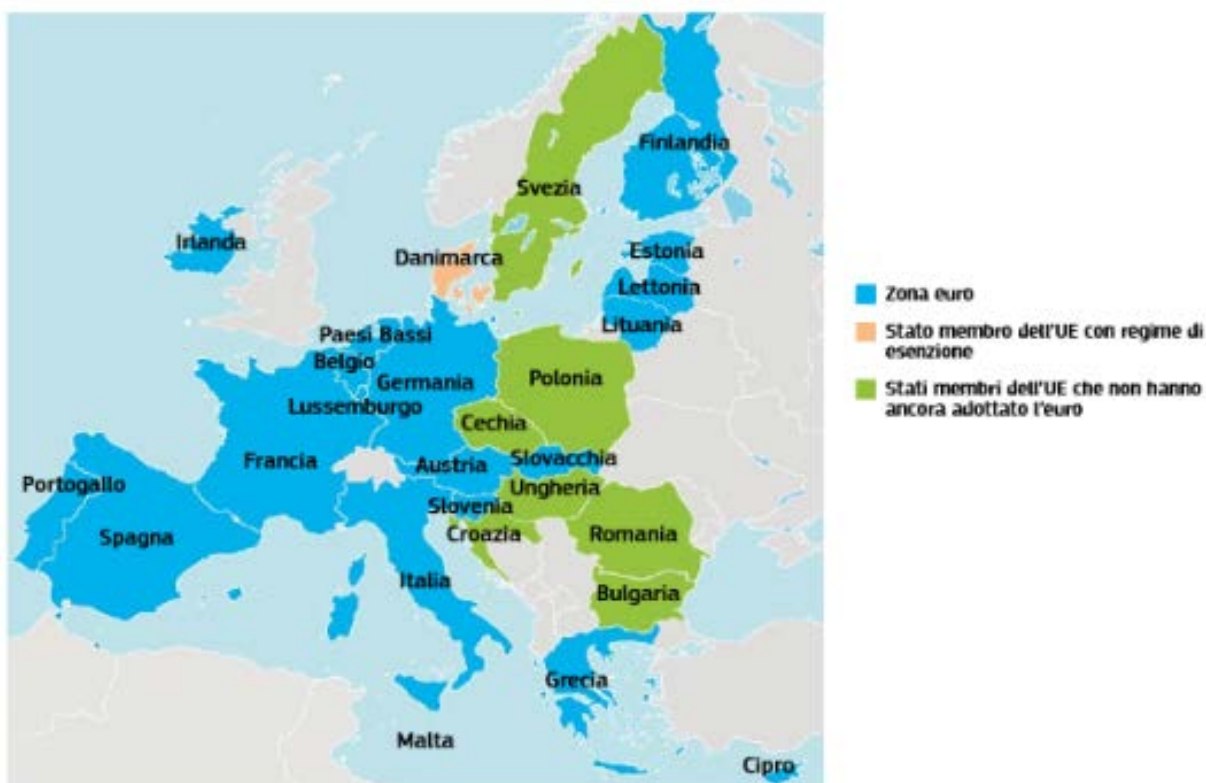 Finlandia
Svezia
Irlanda
Danimarca
Estonia
Lettonia
Lituania
Paesi Bassi
Belgio
Germania
Polonia
Lussemburgo
Cechia
Francia
Austria
Slovacchia
Ungheria
Portogallo
Slovenia
Spagna
Croazia
Romania
Italia
Bulgaria
Grecia
Malta
Cipro
Zona euro
Stato membro dell'UE con regime di
esenzione
Stati membri dell'UE che non hanno
ancora adottato l'euro